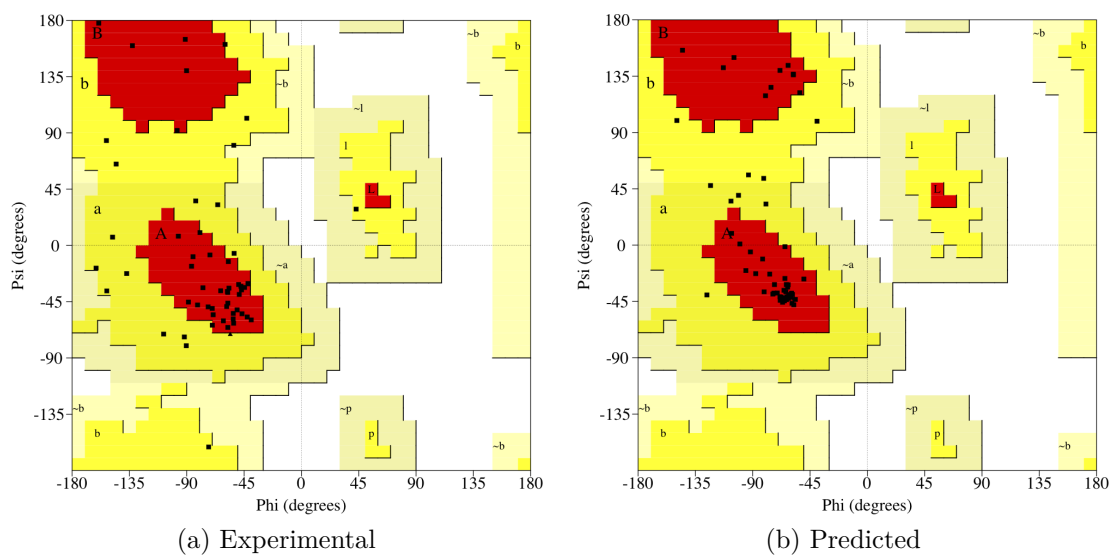 180
135
90
45
0
-45
-90
-135
-180
-135
-90
-45
0
45
90
135
180
Psi (degrees)
Phi (degrees)
B
b
~b
~b
b
~l
l
L
a
A
~a
~b
b
~p
p
~b
(a) Experimental
180
135
90
45
0
-45
-90
-135
-180
-135
-90
-45
0
45
90
135
180
Psi (degrees)
Phi (degrees)
B
b
~b
~b
b
~l
l
L
a
A
~a
~b
b
~p
p
~b
(b) Predicted